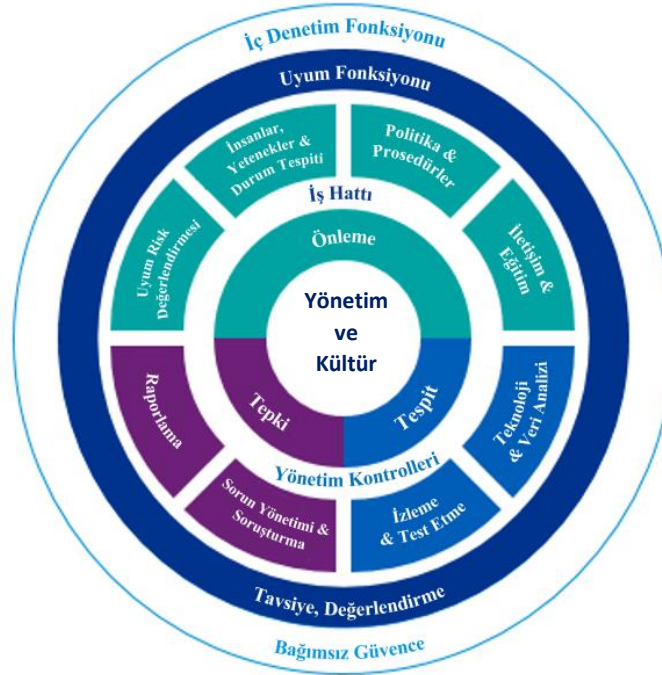 İç Denetim Fonksiyonu
Uyum Fonksiyonu
İnsanlar,
Yetenekler &
Durum Tespiti
Politika &
Prosedürler
İş Hattı
Uyum Risk
Değerlendirmesi
Önleme
İletişim &
Eğitim
Yönetim
ve
Kültür
Raporlama
Tepki
Tespit
Teknoloji
& Veri Analizi
Yönetim Kontrolleri
Sorun Yönetimi &
Soruşturma
İzleme
& Test Etme
Tavsiye, Değerlendirme
Bağımsız Güvence